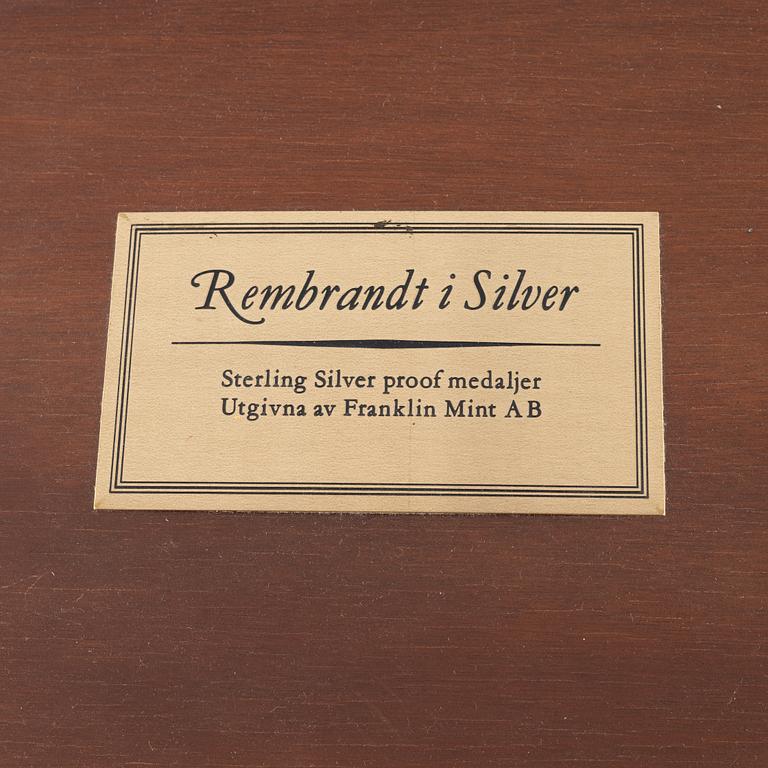 Rembrandt i Silver
Sterling Silver proof medaljer
Utgivna av Franklin Mint AB